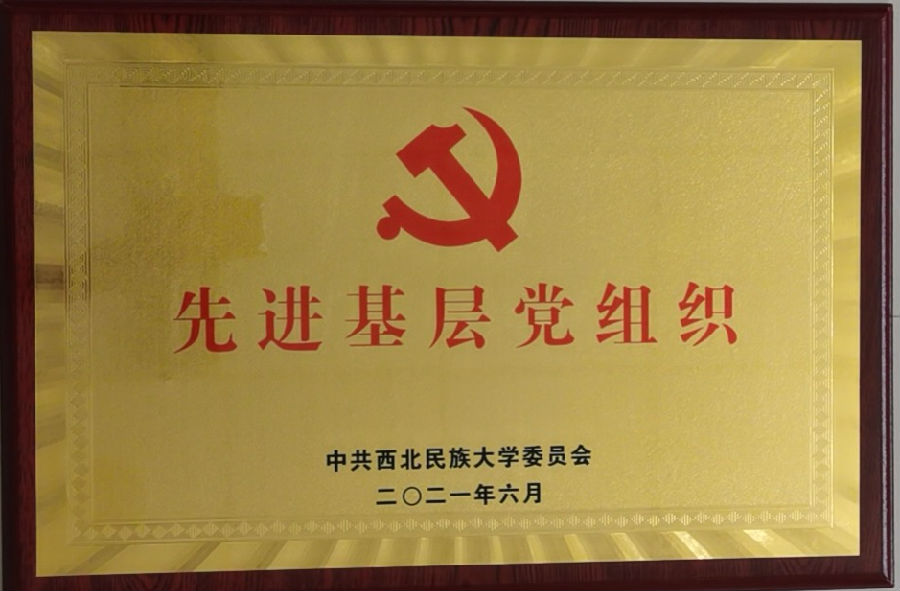 先进基层党组织
中共西北民族大学委员会
二〇二一年六月